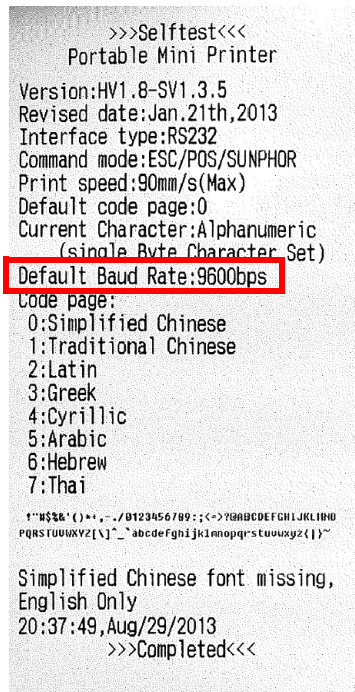 >>>Selftest<<<
Portable Mini Printer
Version:HV1.8-SV1.3.5
Revised date:Jan.21th,2013
Interface type:RS232
Command mode:ESC/POS/SUNPHOR
Print speed:90mm/s(Max)
Default code page:0
Current Character:Alphanumeric
(single Byte Character Set)
Default Baud Rate:9600bps
Code page:
0:Simplified Chinese
1:Traditional Chinese
2:Latin
3:Greek
4:Cyrillic
5:Arabic
6:Hebrew
7:Thai
!"#$%&'()*+,-./0123456789:;<=>?@ABCDEFGHIJKLMNO
PQRSTUVWXYZ[\]^_`abcdefghijklmnopqrstuvwxyz{|}~
Simplified Chinese font missing,
English Only
20:37:49,Aug/29/2013
>>>Completed<<<